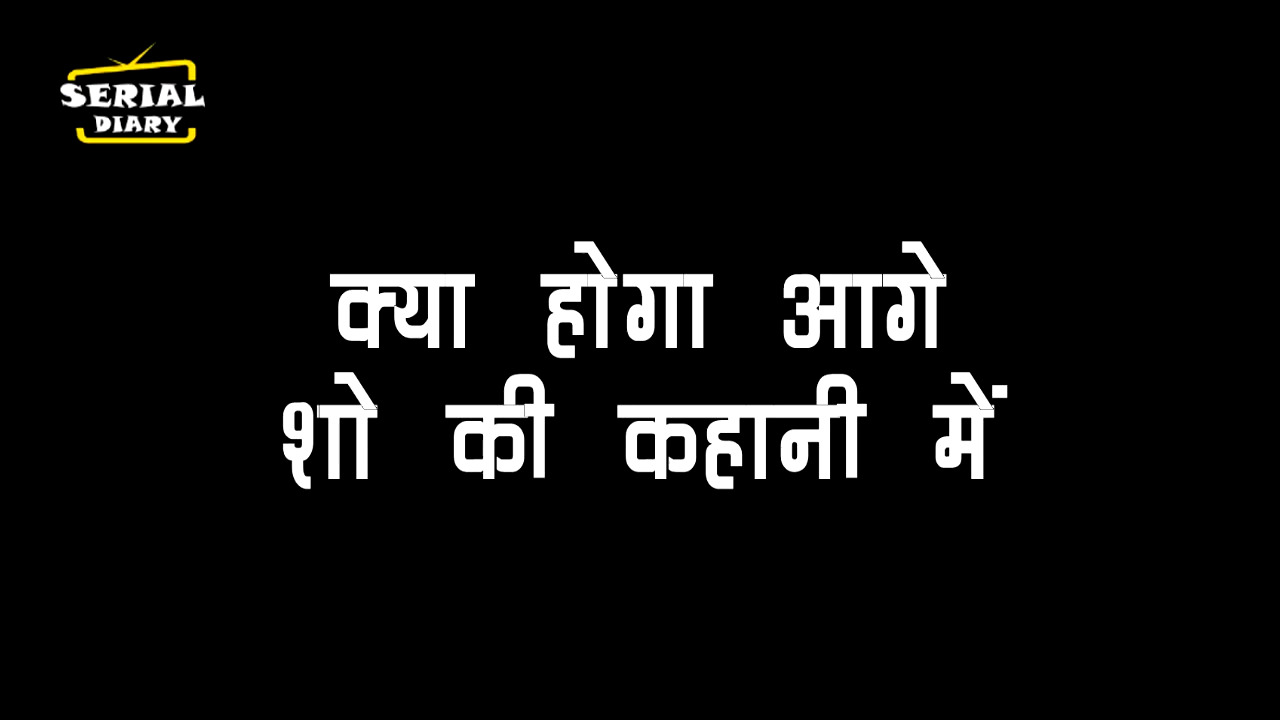 SERIAL
DIARY
क्या होगा आगे
शो की कहानी में